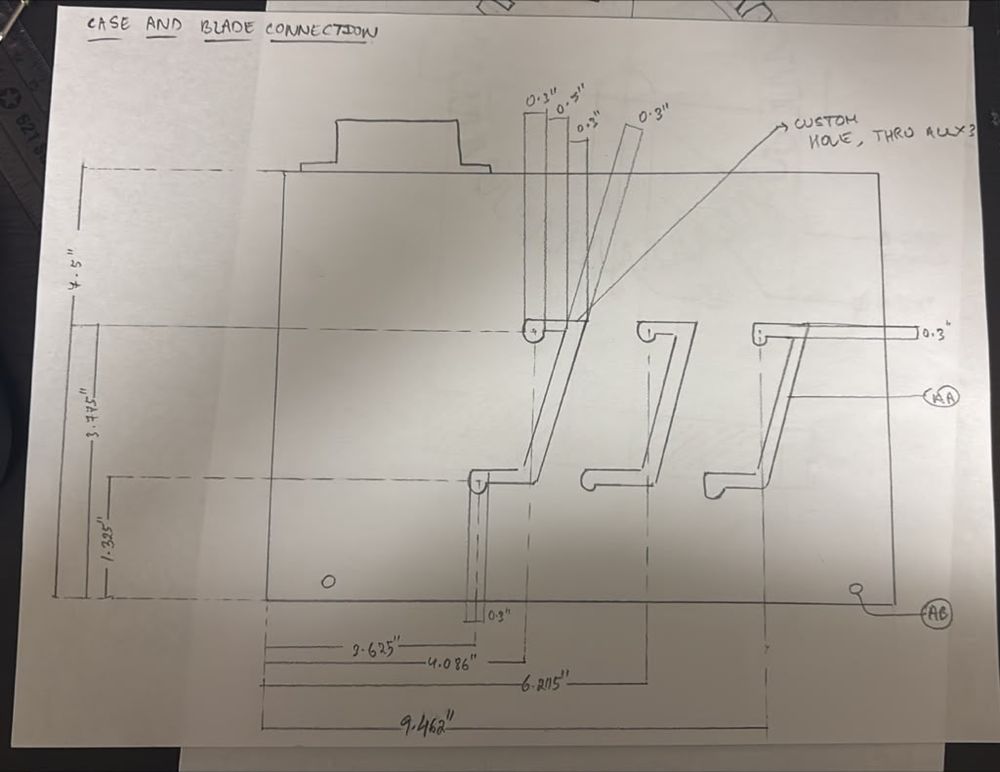 CASE AND BLADE CONNECTION
0.3"
0.3"
0.3"
0.3"
CUSTOM
HOLE, THRU ALL X3
4.5"
3.775"
1.325"
0.3"
AA
AB
0.3"
3.625"
4.086"
6.275"
9.462"